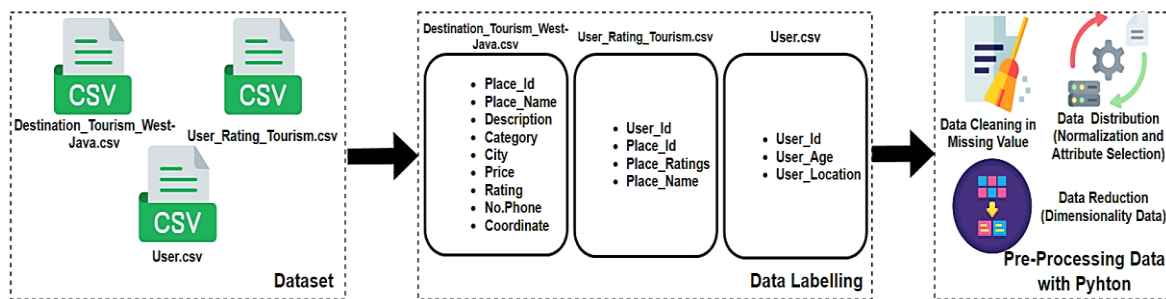 CSV
Destination_Tourism_West-
Java.csv
CSV
User_Rating_Tourism.csv
CSV
User.csv
Dataset
Destination_Tourism_West-
Java.csv
• Place_Id
• Place_Name
• Description
• Category
• City
• Price
• Rating
• No.Phone
• Coordinate
User_Rating_Tourism.csv
• User_Id
• Place_Id
• Place_Ratings
• Place_Name
User.csv
• User_Id
• User_Age
• User_Location
Data Labelling
Data Cleaning in
Missing Value
Data Distribution
(Normalization and
Attribute Selection)
Data Reduction
(Dimensionality Data)
Pre-Processing Data
with Pyhton